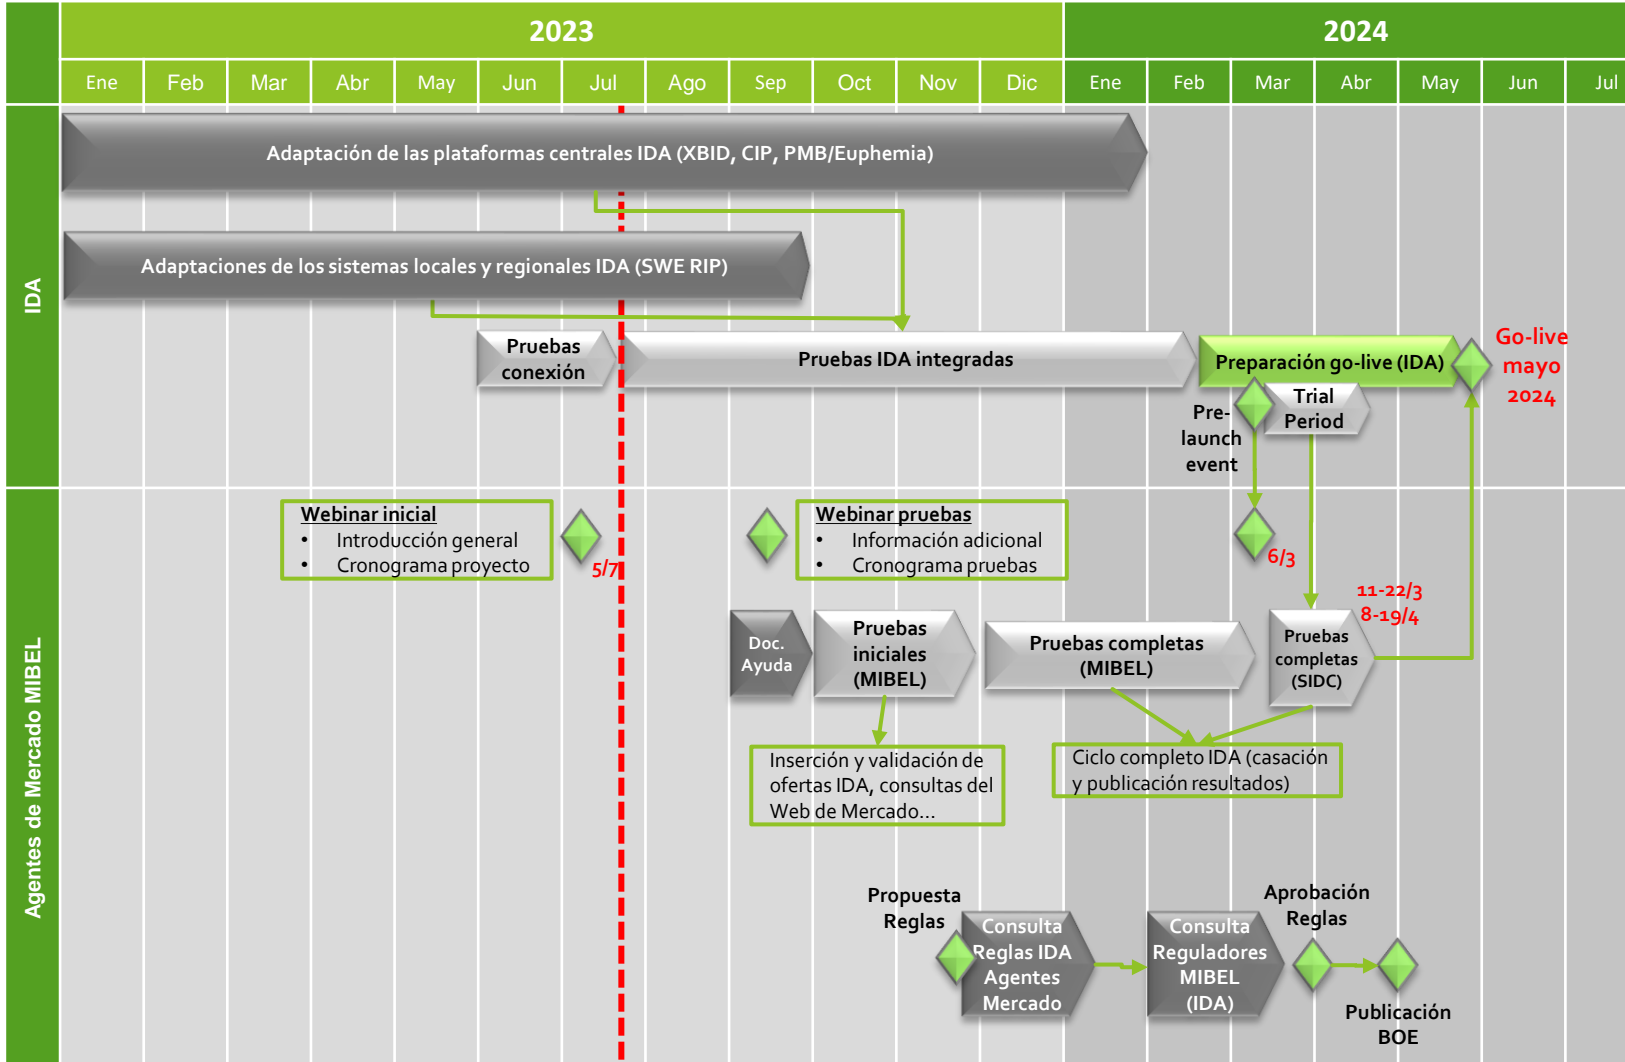 2023
2024
Ene
Feb
Mar
Abr
May
Jun
Jul
Ago
Sep
Oct
Nov
Dic
Ene
Feb
Mar
Abr
May
Jun
Jul
IDA
Adaptación de las plataformas centrales IDA (XBID, CIP, PMB/Euphemia)
Adaptaciones de los sistemas locales y regionales IDA (SWE RIP)
Pruebas
conexión
Pruebas IDA integradas
Preparación go-live (IDA)
Go-live
mayo
2024
Trial
Period
Pre-
launch
event
Agentes de Mercado MIBEL
Webinar inicial
• Introducción general
• Cronograma proyecto
5/7
Webinar pruebas
• Información adicional
• Cronograma pruebas
6/3
11-22/3
8-19/4
Doc.
Ayuda
Pruebas
iniciales
(MIBEL)
Pruebas completas
(MIBEL)
Pruebas
completas
(SIDC)
Inserción y validación de
ofertas IDA, consultas del
Web de Mercado...
Ciclo completo IDA (casación
y publicación resultados)
Propuesta
Reglas
Consulta
Reglas IDA
Agentes
Mercado
Consulta
Reguladores
MIBEL
(IDA)
Aprobación
Reglas
Publicación
BOE